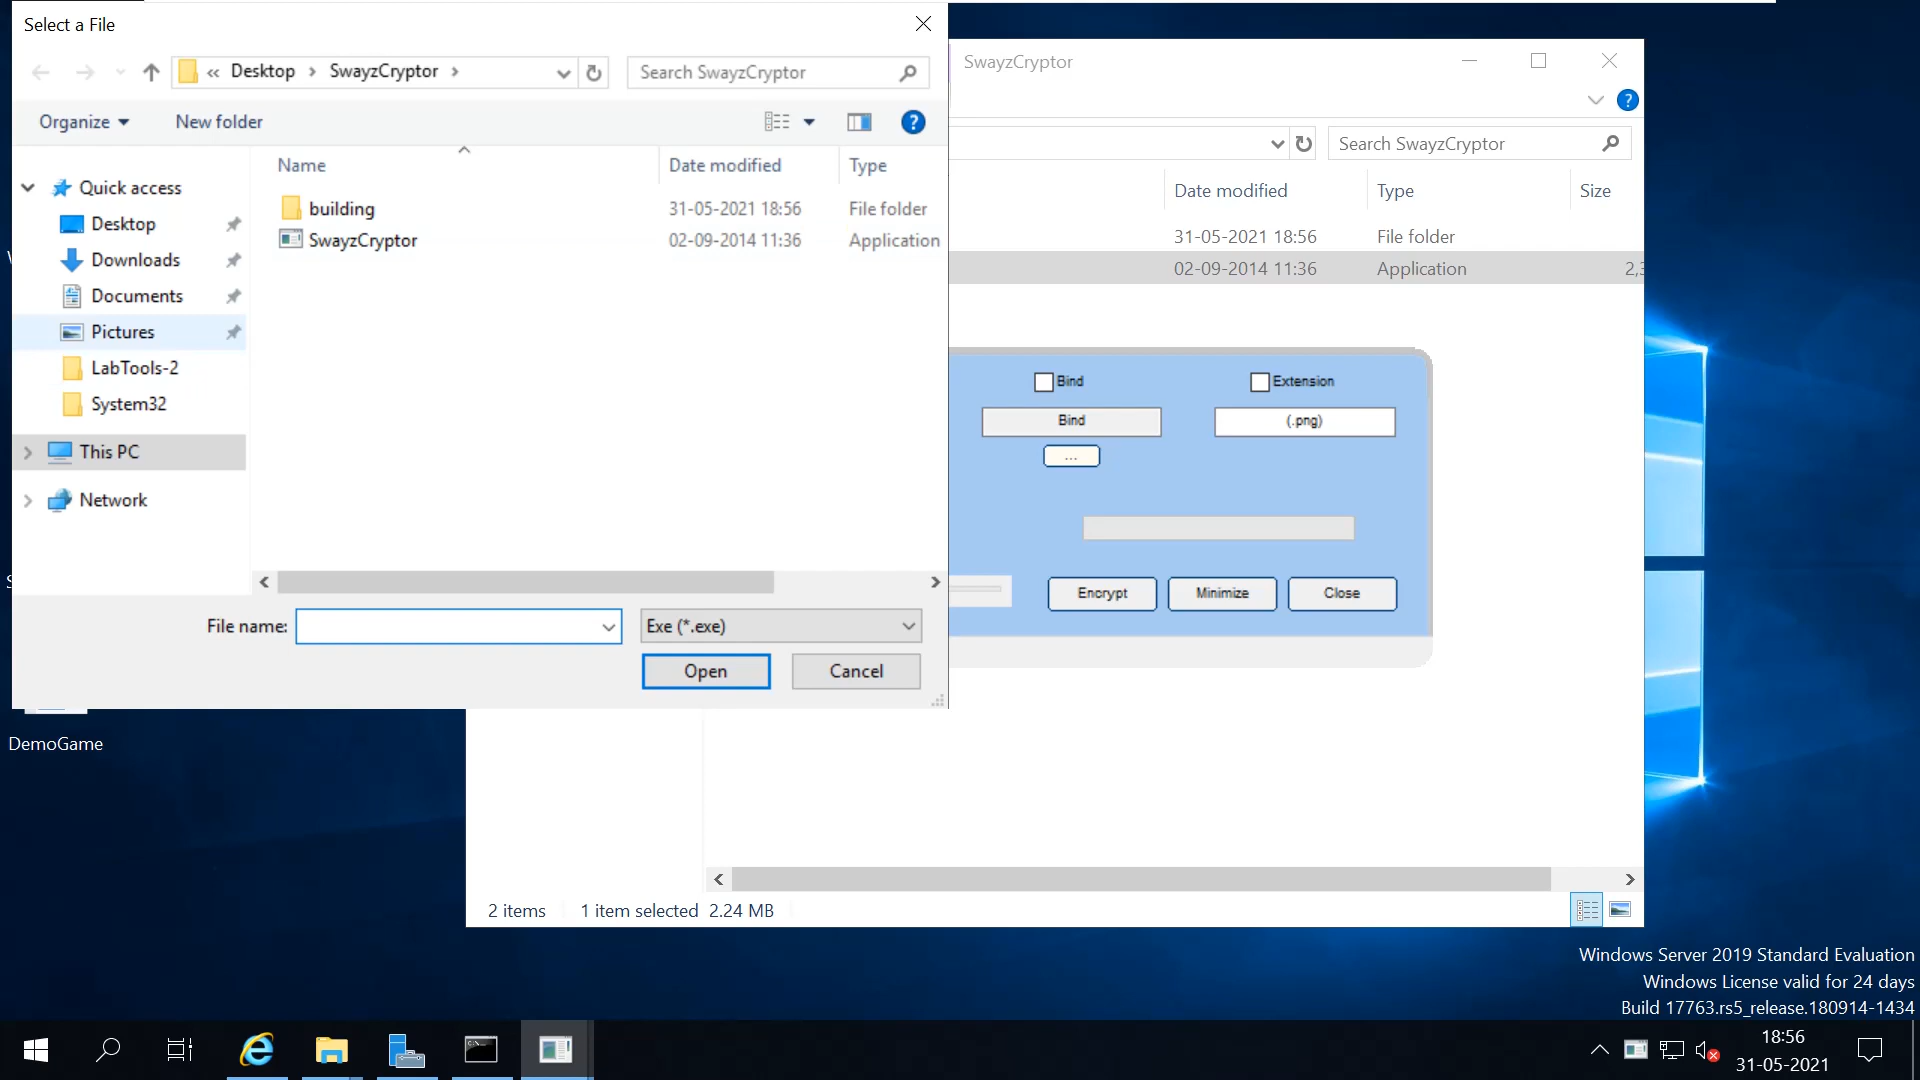 Select a File
« Desktop > SwayzCryptor >
Search SwayzCryptor
Organize
New folder
Name
Date modified
Type
building
31-05-2021 18:56
File folder
SwayzCryptor
02-09-2014 11:36
Application
Quick access
Desktop
Downloads
Documents
Pictures
LabTools-2
System32
This PC
Network
File name:
Exe (*.exe)
Open
Cancel
SwayzCryptor
Search SwayzCryptor
Date modified
Type
Size
31-05-2021 18:56
File folder
02-09-2014 11:36
Application
2,3
Bind
Extension
Bind
(.png)
...
Encrypt
Minimize
Close
2 items
1 item selected 2.24 MB
DemoGame
Windows Server 2019 Standard Evaluation
Windows License valid for 24 days
Build 17763.rs5_release.180914-1434
18:56
31-05-2021